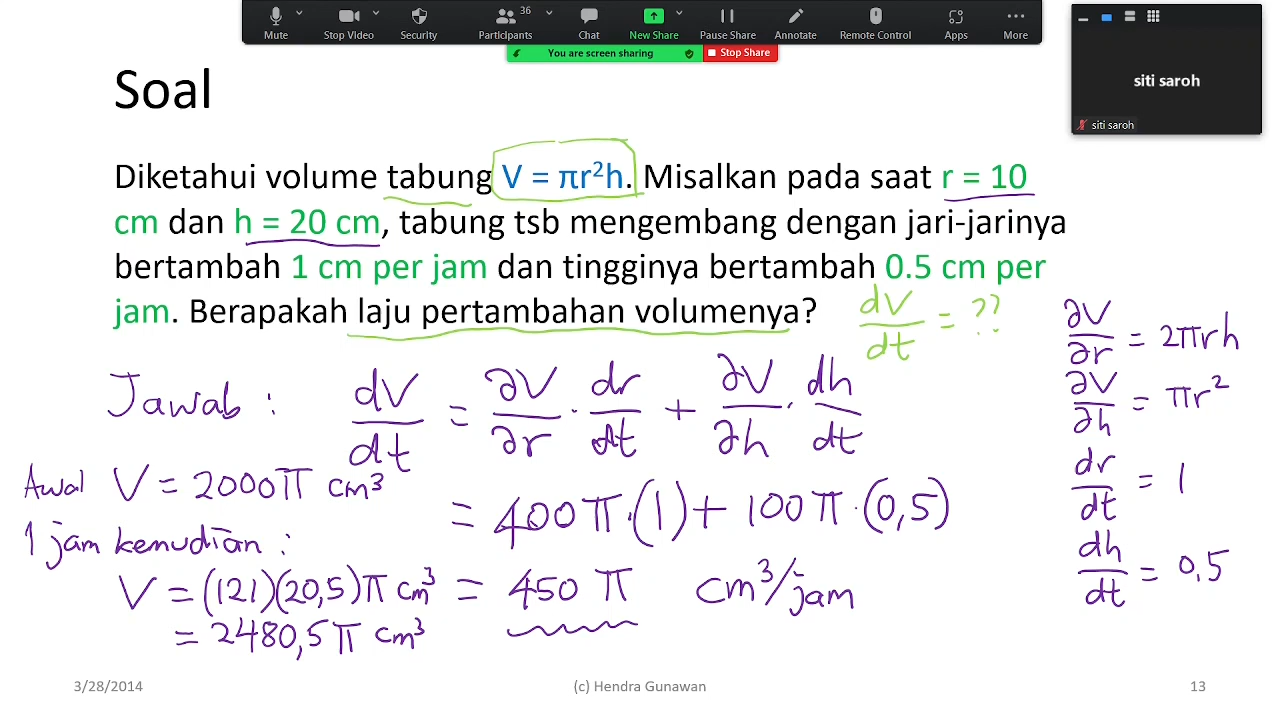 Mute Stop Video Security Participants 36 Chat New Share Pause Share Annotate Remote Control Apps More
You are screen sharing Stop Share
siti saroh
siti saroh
Soal
Diketahui volume tabung V = πr²h. Misalkan pada saat r = 10
cm dan h = 20 cm, tabung tsb mengembang dengan jari-jarinya
bertambah 1 cm per jam dan tingginya bertambah 0.5 cm per
jam. Berapakah laju pertambahan volumenya?
dV/dt = ??
Jawab : dV/dt = ∂V/∂r · dr/dt + ∂V/∂h · dh/dt
= 400π·(1) + 100π·(0,5)
= 450 π cm³/jam
Awal V = 2000π cm³
1 jam kemudian :
V = (121)(20,5)π cm³
= 2480,5π cm³
∂V/∂r = 2πrh
∂V/∂h = πr²
dr/dt = 1
dh/dt = 0,5
3/28/2014 (c) Hendra Gunawan 13